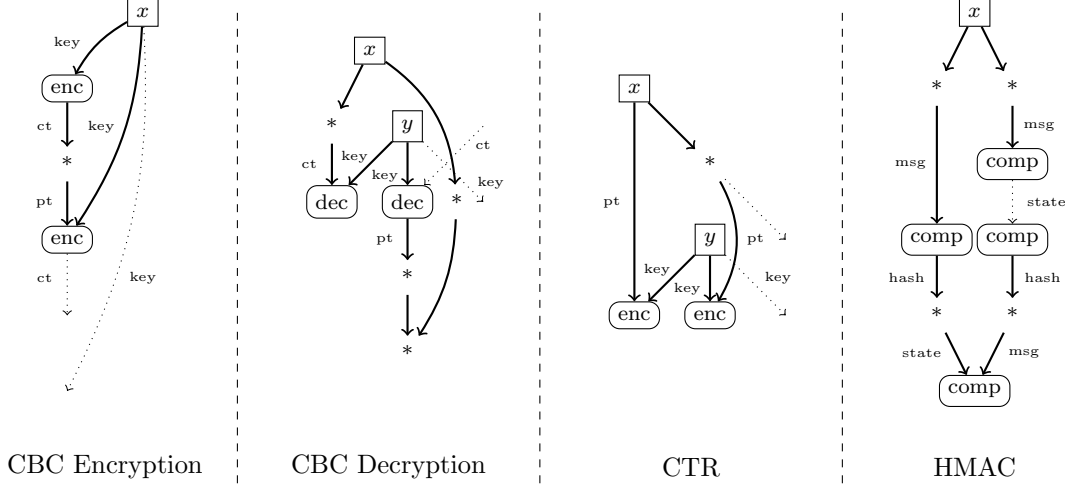 x
key
enc
ct
key
*
pt
enc
ct
key
CBC Encryption
x
*
y
ct
ct
key
key
key
dec
dec
*
pt
*
*
CBC Decryption
x
*
pt
y
pt
key
key
key
enc
enc
CTR
x
*
*
msg
msg
comp
state
comp
comp
hash
hash
*
*
state
msg
comp
HMAC